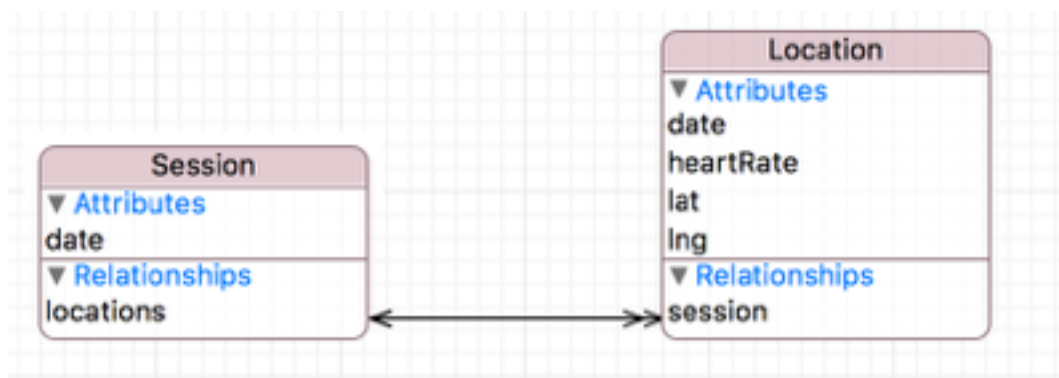 Session
▼ Attributes
date
▼ Relationships
locations
Location
▼ Attributes
date
heartRate
lat
lng
▼ Relationships
session